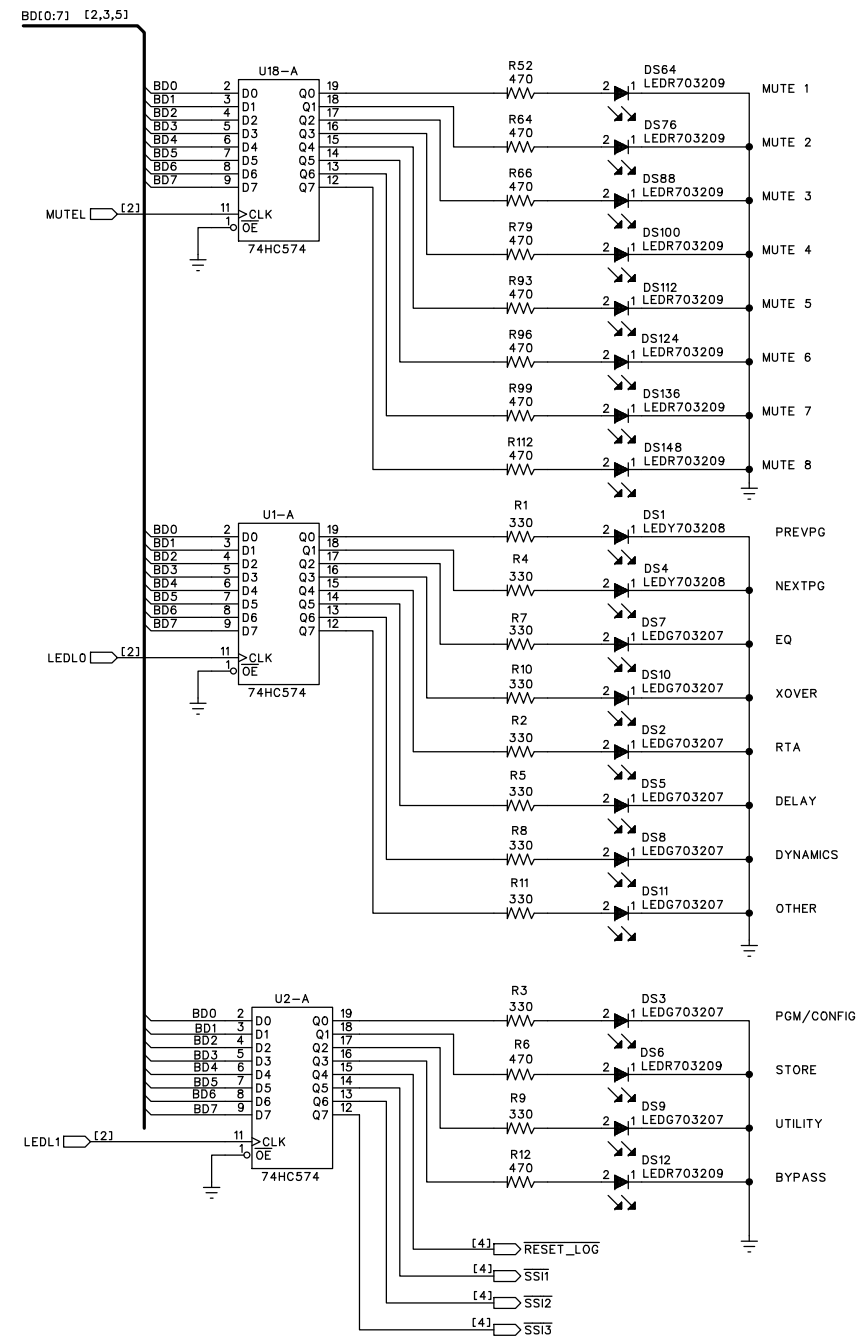 BD[0:7] [2,3,5]
U18-A
BD0 2 D0 Q0 19
BD1 3 D1 Q1 18
BD2 4 D2 Q2 17
BD3 5 D3 Q3 16
BD4 6 D4 Q4 15
BD5 7 D5 Q5 14
BD6 8 D6 Q6 13
BD7 9 D7 Q7 12
MUTEL [2] 11 CLK
1 OE
74HC574
R52 470 2 1 DS64 LEDR703209 MUTE 1
R64 470 2 1 DS76 LEDR703209 MUTE 2
R66 470 2 1 DS88 LEDR703209 MUTE 3
R79 470 2 1 DS100 LEDR703209 MUTE 4
R93 470 2 1 DS112 LEDR703209 MUTE 5
R96 470 2 1 DS124 LEDR703209 MUTE 6
R99 470 2 1 DS136 LEDR703209 MUTE 7
R112 470 2 1 DS148 LEDR703209 MUTE 8
U1-A
BD0 2 D0 Q0 19
BD1 3 D1 Q1 18
BD2 4 D2 Q2 17
BD3 5 D3 Q3 16
BD4 6 D4 Q4 15
BD5 7 D5 Q5 14
BD6 8 D6 Q6 13
BD7 9 D7 Q7 12
LEDL0 [2] 11 CLK
1 OE
74HC574
R1 330 2 1 DS1 LEDY703208 PREVPG
R4 330 2 1 DS4 LEDY703208 NEXTPG
R7 330 2 1 DS7 LEDG703207 EQ
R10 330 2 1 DS10 LEDG703207 XOVER
R2 330 2 1 DS2 LEDG703207 RTA
R5 330 2 1 DS5 LEDG703207 DELAY
R8 330 2 1 DS8 LEDG703207 DYNAMICS
R11 330 2 1 DS11 LEDG703207 OTHER
U2-A
BD0 2 D0 Q0 19
BD1 3 D1 Q1 18
BD2 4 D2 Q2 17
BD3 5 D3 Q3 16
BD4 6 D4 Q4 15
BD5 7 D5 Q5 14
BD6 8 D6 Q6 13
BD7 9 D7 Q7 12
LEDL1 [2] 11 CLK
1 OE
74HC574
R3 330 2 1 DS3 LEDG703207 PGM/CONFIG
R6 470 2 1 DS6 LEDR703209 STORE
R9 330 2 1 DS9 LEDG703207 UTILITY
R12 470 2 1 DS12 LEDR703209 BYPASS
[4] RESET_LOG
[4] SSI1
[4] SSI2
[4] SSI3